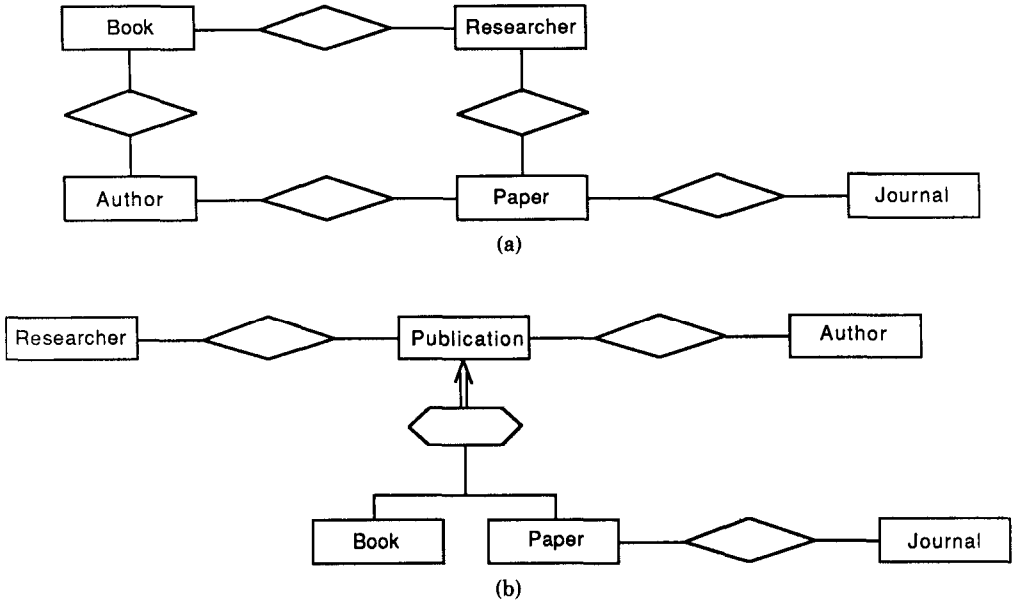 Book
Researcher
Author
Paper
Journal
(a)
Researcher
Publication
Author
Book
Paper
Journal
(b)